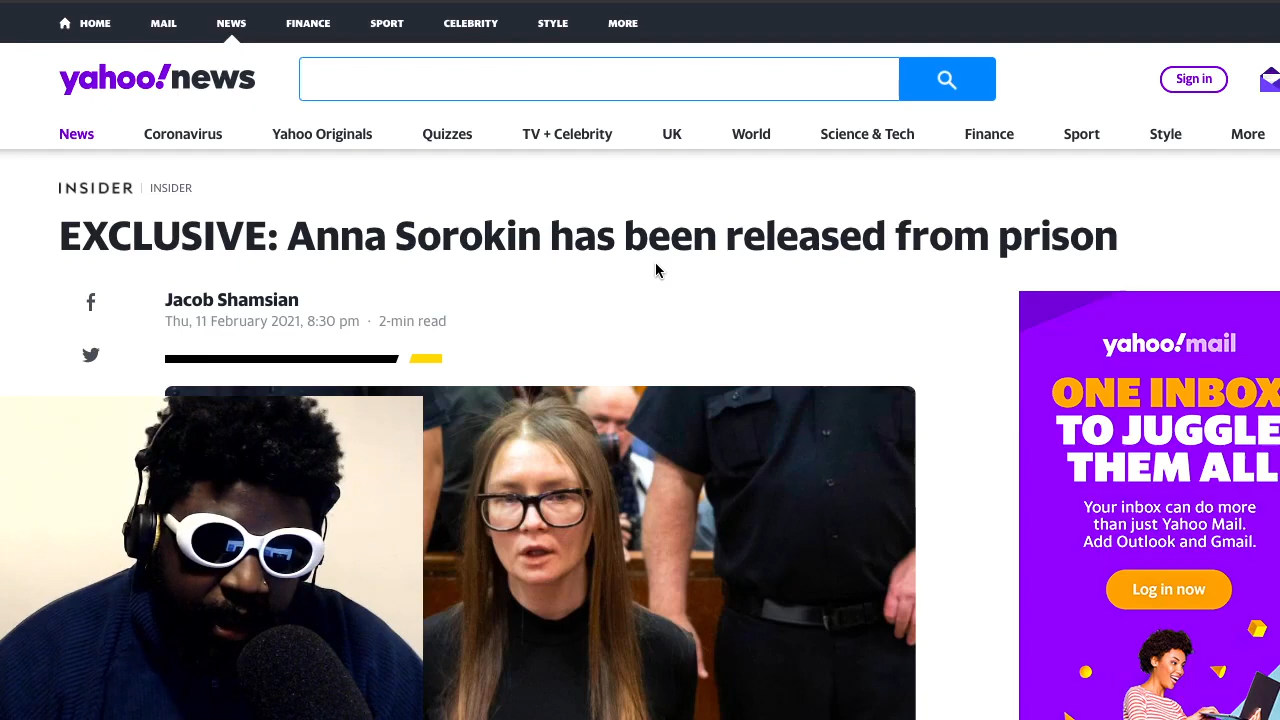 HOME MAIL NEWS FINANCE SPORT CELEBRITY STYLE MORE
yahoo!news
Sign in
News Coronavirus Yahoo Originals Quizzes TV + Celebrity UK World Science & Tech Finance Sport Style More
INSIDER | INSIDER
EXCLUSIVE: Anna Sorokin has been released from prison
Jacob Shamsian
Thu, 11 February 2021, 8:30 pm · 2-min read
yahoo!mail
ONE INBOX
TO JUGGLE
THEM ALL
Your inbox can do more
than just Yahoo Mail.
Add Outlook and Gmail.
Log in now